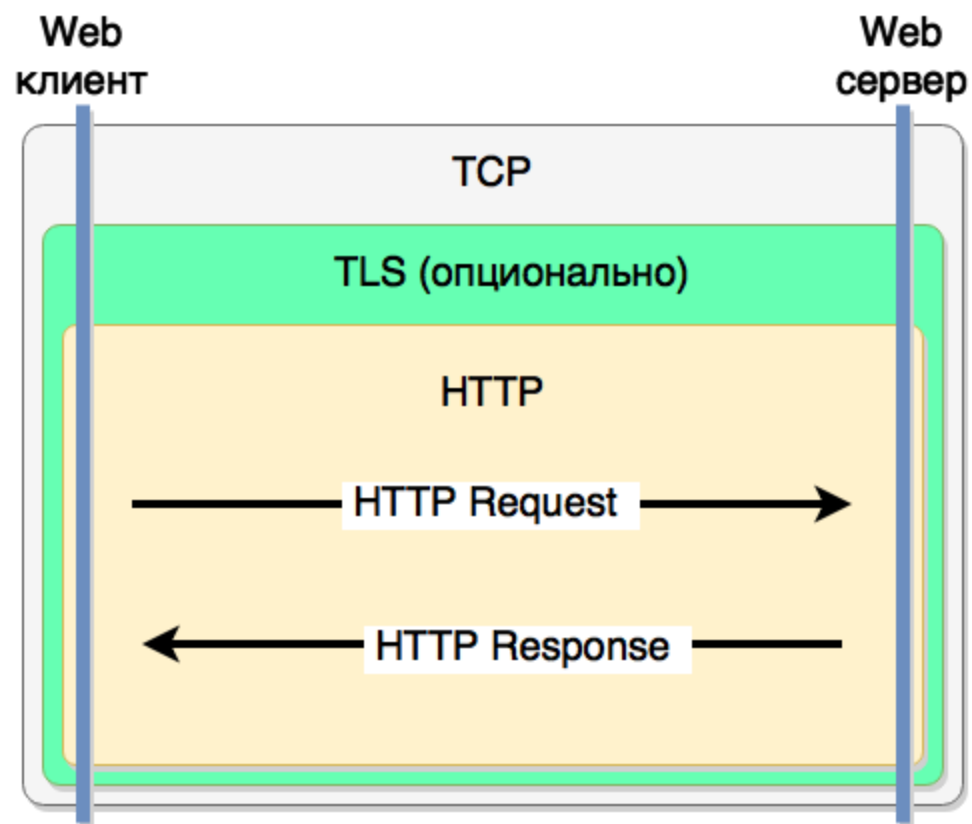 Web
клиент
Web
сервер
TCP
TLS (опционально)
HTTP
HTTP Request
HTTP Response